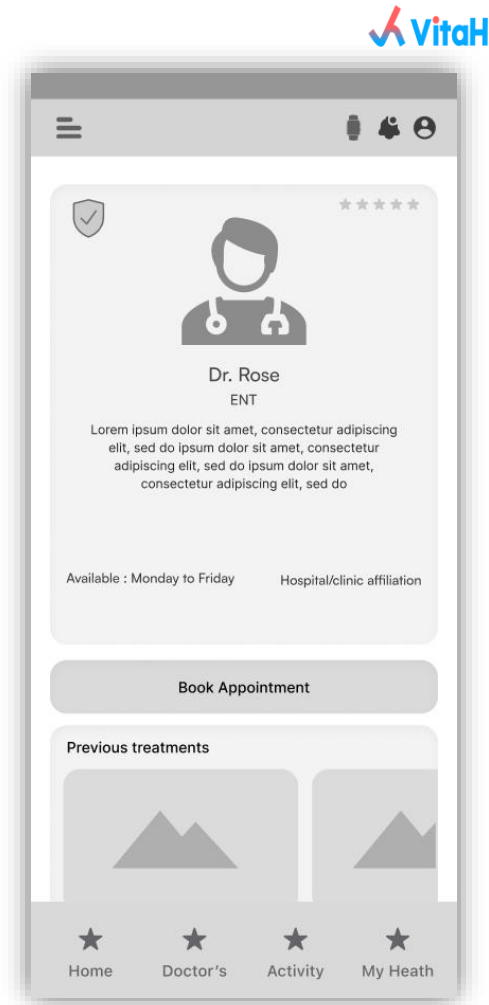 VitaH
Dr. Rose
ENT
Lorem ipsum dolor sit amet, consectetur adipiscing
elit, sed do ipsum dolor sit amet, consectetur
adipiscing elit, sed do ipsum dolor sit amet,
consectetur adipiscing elit, sed do
Available : Monday to Friday
Hospital/clinic affiliation
Book Appointment
Previous treatments
Home
Doctor's
Activity
My Heath